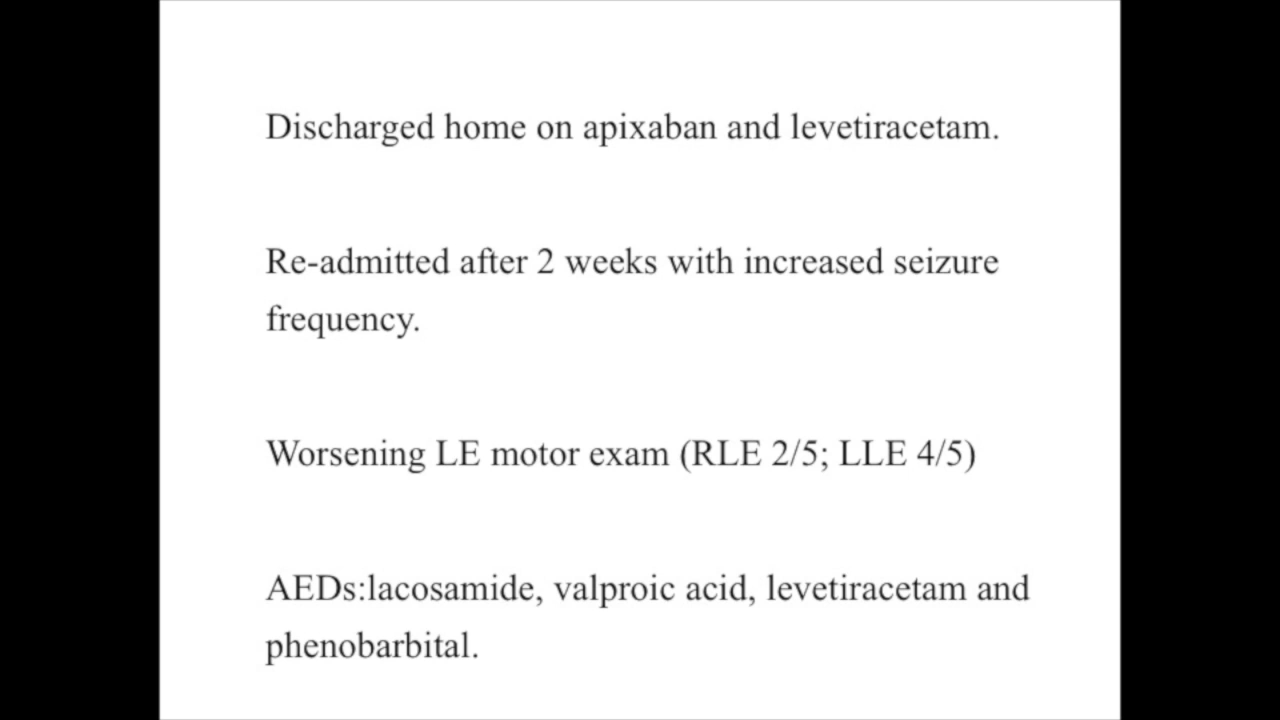 Discharged home on apixaban and levetiracetam.
Re-admitted after 2 weeks with increased seizure
frequency.
Worsening LE motor exam (RLE 2/5; LLE 4/5)
AEDs:lacosamide, valproic acid, levetiracetam and
phenobarbital.